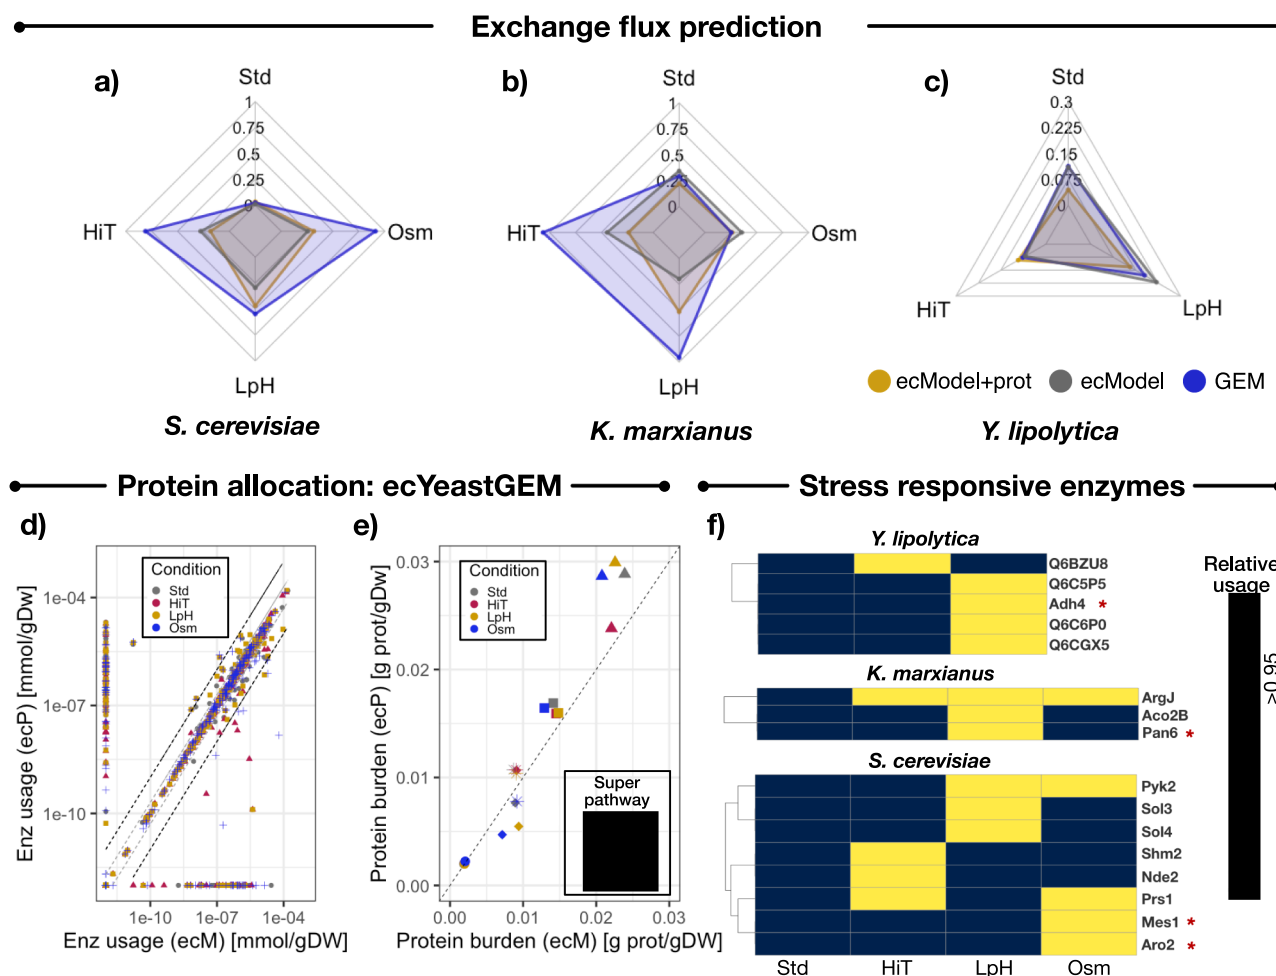 Exchange flux prediction
a)
Std
1
0.75
0.5
0.25
0
HiT
Osm
LpH
S. cerevisiae
b)
Std
1
0.75
0.5
0.25
0
HiT
Osm
LpH
K. marxianus
c)
Std
0.3
0.225
0.15
0.075
0
HiT
LpH
ecModel+prot
ecModel
GEM
Y. lipolytica
Protein allocation: ecYeastGEM
Stress responsive enzymes
d)
Condition
Std
HiT
LpH
Osm
Enz usage (ecP) [mmol/gDw]
1e-04
1e-07
1e-10
1e-10
1e-07
1e-04
Enz usage (ecM) [mmol/gDW]
e)
Condition
Std
HiT
LpH
Osm
Protein burden (ecP) [g prot/gDw]
0.03
0.02
0.01
0.00
Super
pathway
0.00
0.01
0.02
0.03
Protein burden (ecM) [g prot/gDW]
f)
Y. lipolytica
Q6BZU8
Q6C5P5
Adh4 *
Q6C6P0
Q6CGX5
K. marxianus
ArgJ
Aco2B
Pan6 *
S. cerevisiae
Pyk2
Sol3
Sol4
Shm2
Nde2
Prs1
Mes1 *
Aro2 *
Std
HiT
LpH
Osm
Relative
usage